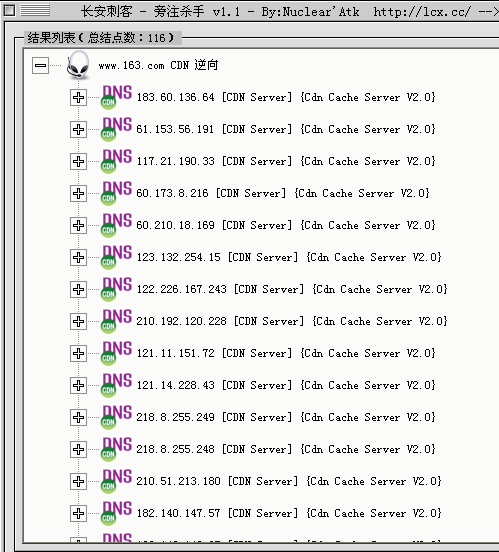 长安刺客 - 旁注杀手 v1.1 - By:Nuclear'Atk http://lcx.cc/ -->
结果列表(总结点数:116)
www.163.com CDN 逆向
DNS CDN 183.60.136.64 [CDN Server] {Cdn Cache Server V2.0}
DNS CDN 61.153.56.191 [CDN Server] {Cdn Cache Server V2.0}
DNS CDN 117.21.190.33 [CDN Server] {Cdn Cache Server V2.0}
DNS CDN 60.173.8.216 [CDN Server] {Cdn Cache Server V2.0}
DNS CDN 60.210.18.169 [CDN Server] {Cdn Cache Server V2.0}
DNS CDN 123.132.254.15 [CDN Server] {Cdn Cache Server V2.0}
DNS CDN 122.226.167.243 [CDN Server] {Cdn Cache Server V2.0}
DNS CDN 210.192.120.228 [CDN Server] {Cdn Cache Server V2.0}
DNS CDN 121.11.151.72 [CDN Server] {Cdn Cache Server V2.0}
DNS CDN 121.14.228.43 [CDN Server] {Cdn Cache Server V2.0}
DNS CDN 218.8.255.249 [CDN Server] {Cdn Cache Server V2.0}
DNS CDN 218.8.255.248 [CDN Server] {Cdn Cache Server V2.0}
DNS CDN 210.51.213.180 [CDN Server] {Cdn Cache Server V2.0}
DNS CDN 182.140.147.57 [CDN Server] {Cdn Cache Server V2.0}